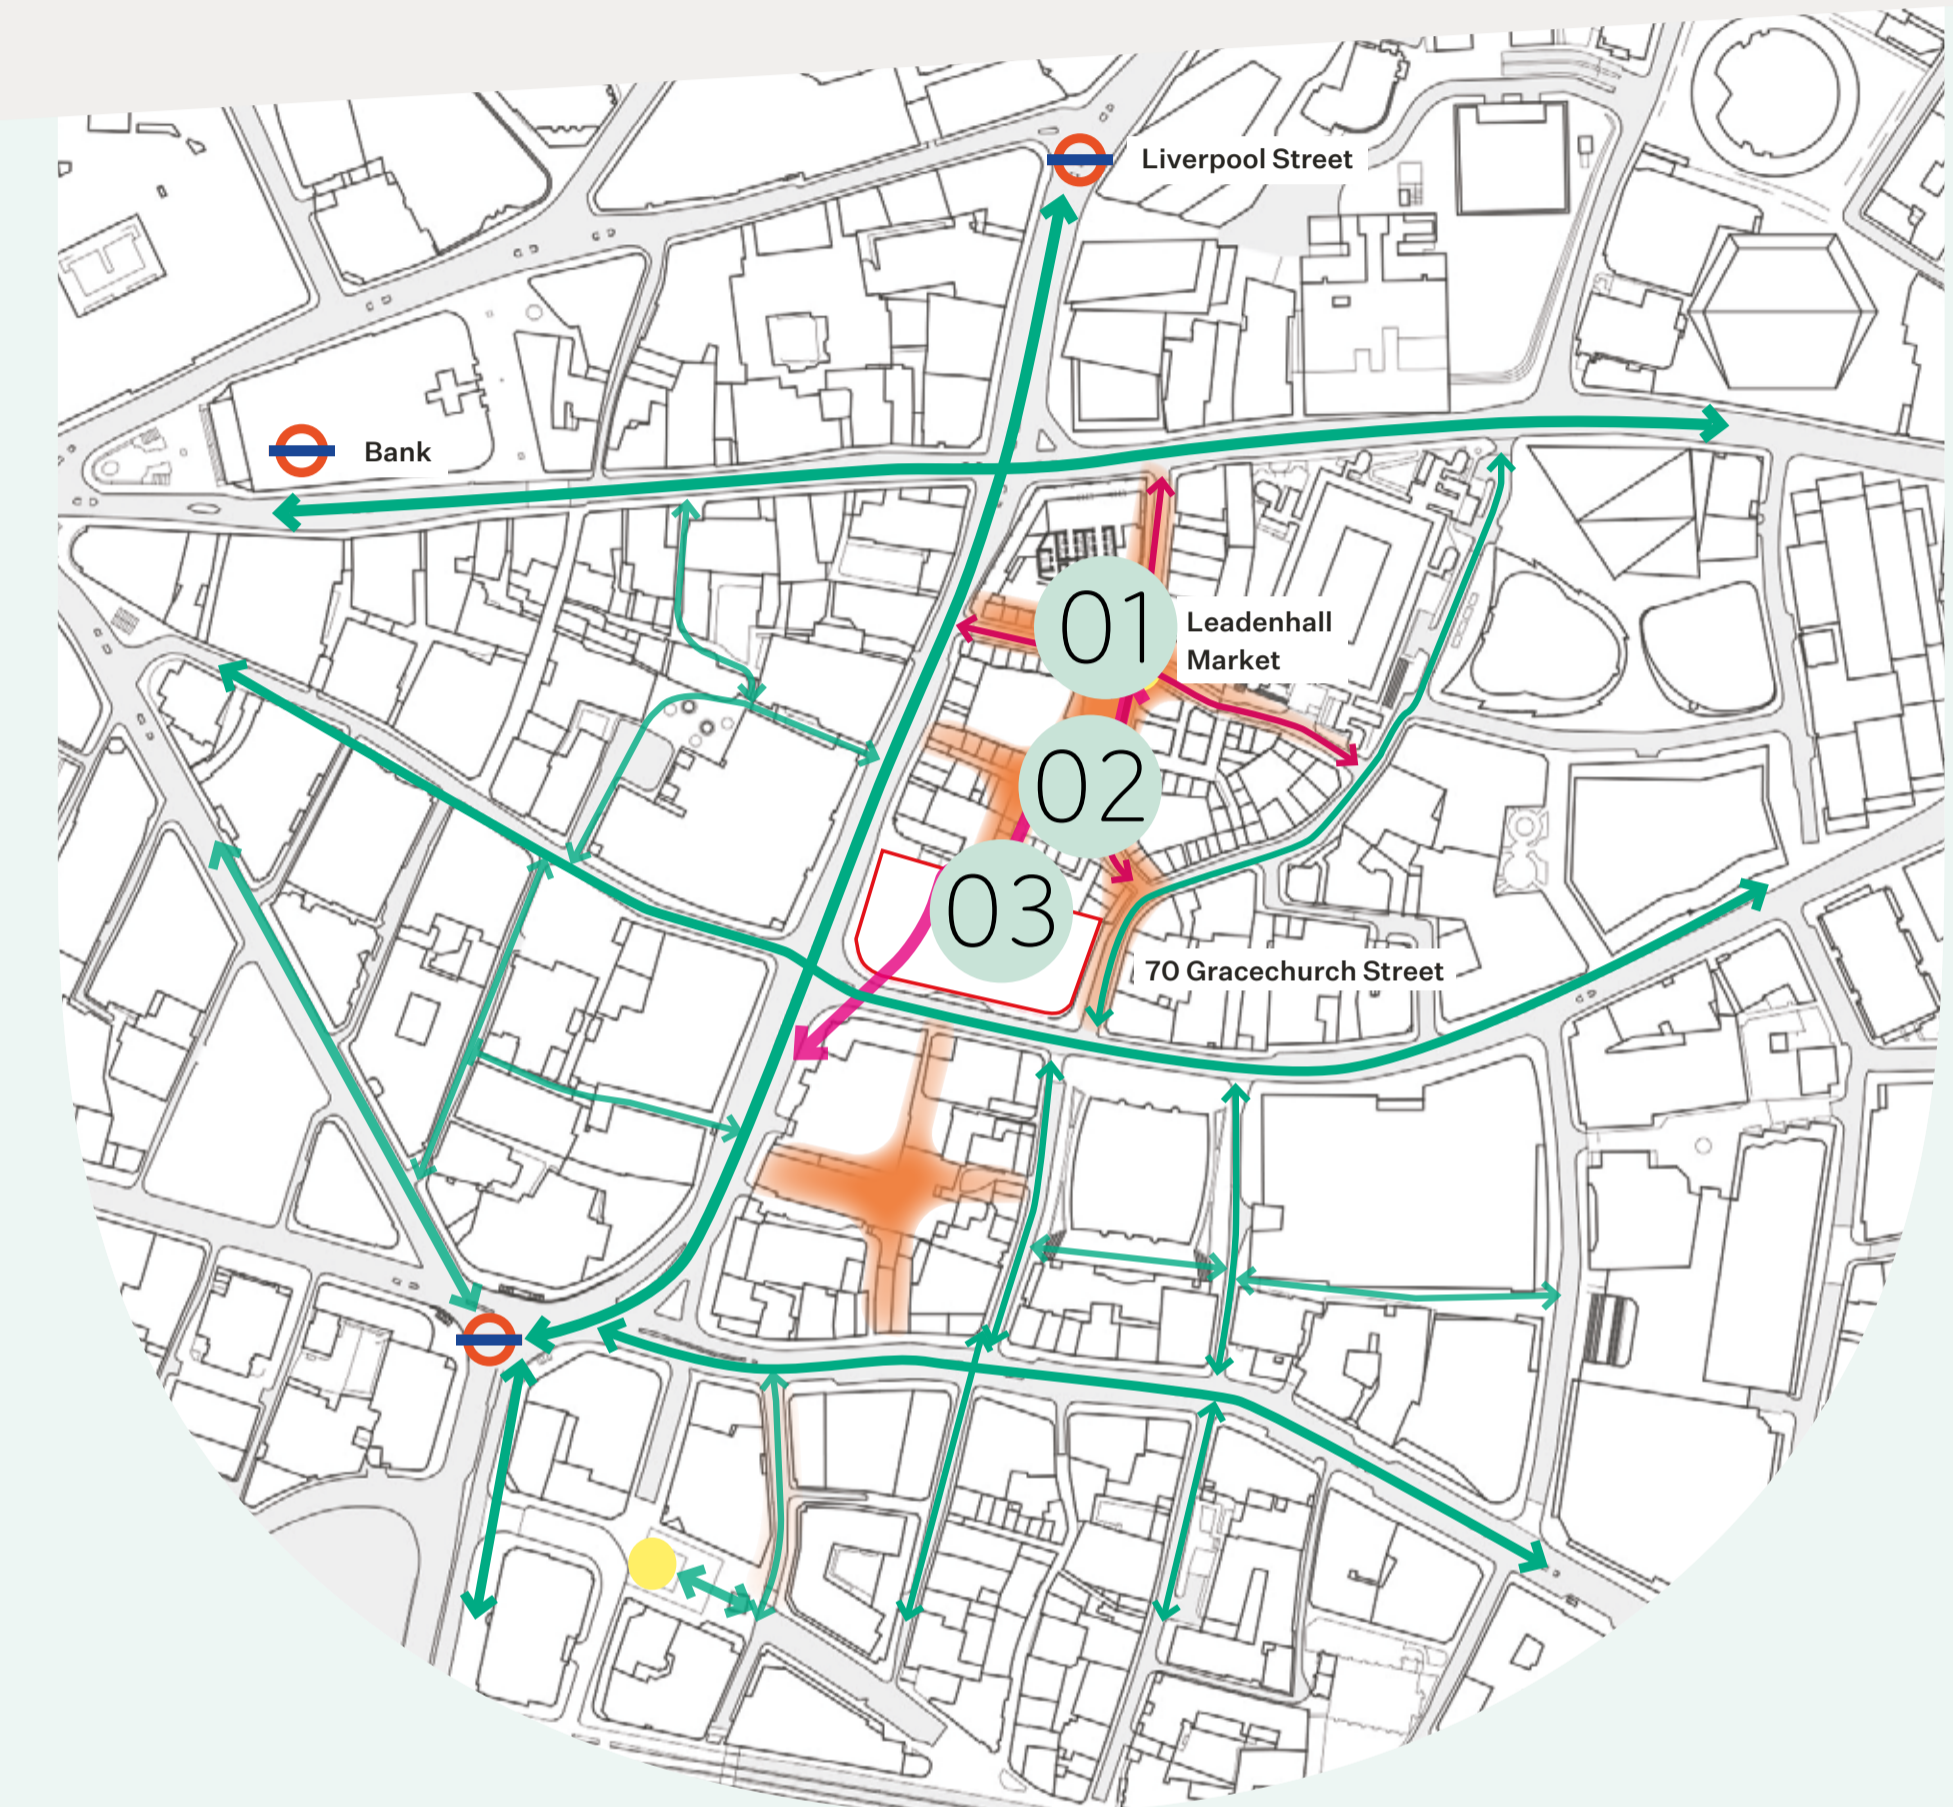 Liverpool Street
Bank
01
Leadenhall
Market
02
03
70 Gracechurch Street